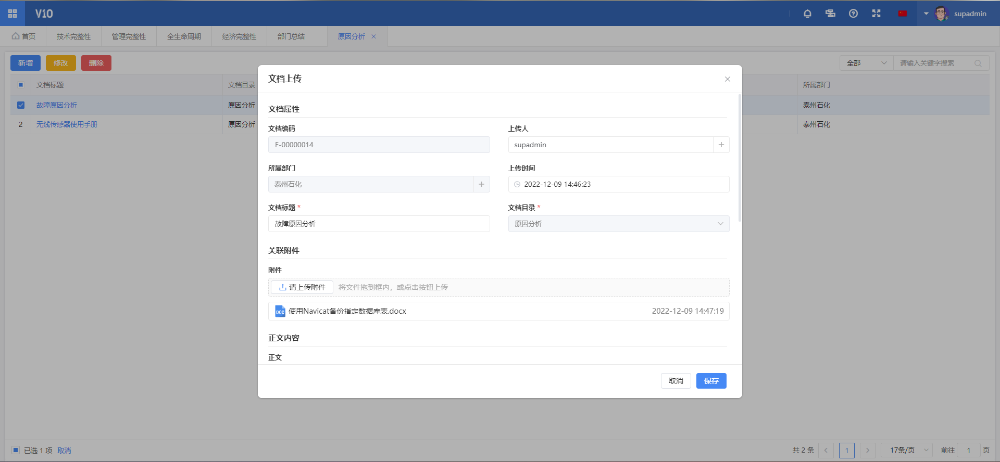 V10
supadmin
首页 技术完整性 管理完整性 全生命周期 经济完整性 部门总结 原因分析
新增 修改 删除 全部 请输入关键字搜索
文档标题 文档目录 所属部门
故障原因分析 原因分析 泰州石化
2 无线传感器使用手册 原因分析 泰州石化
文档上传
文档属性
文档编码 上传人
F-00000014 supadmin
所属部门 上传时间
泰州石化 2022-12-09 14:46:23
文档标题 * 文档目录 *
故障原因分析 原因分析
关联附件
附件
请上传附件 将文件拖到框内，或点击按钮上传
DOC 使用Navicat备份指定数据库表.docx 2022-12-09 14:47:19
正文内容
正文
取消 保存
已选 1 项 取消 共 2 条 1 17条/页 前往 1 页